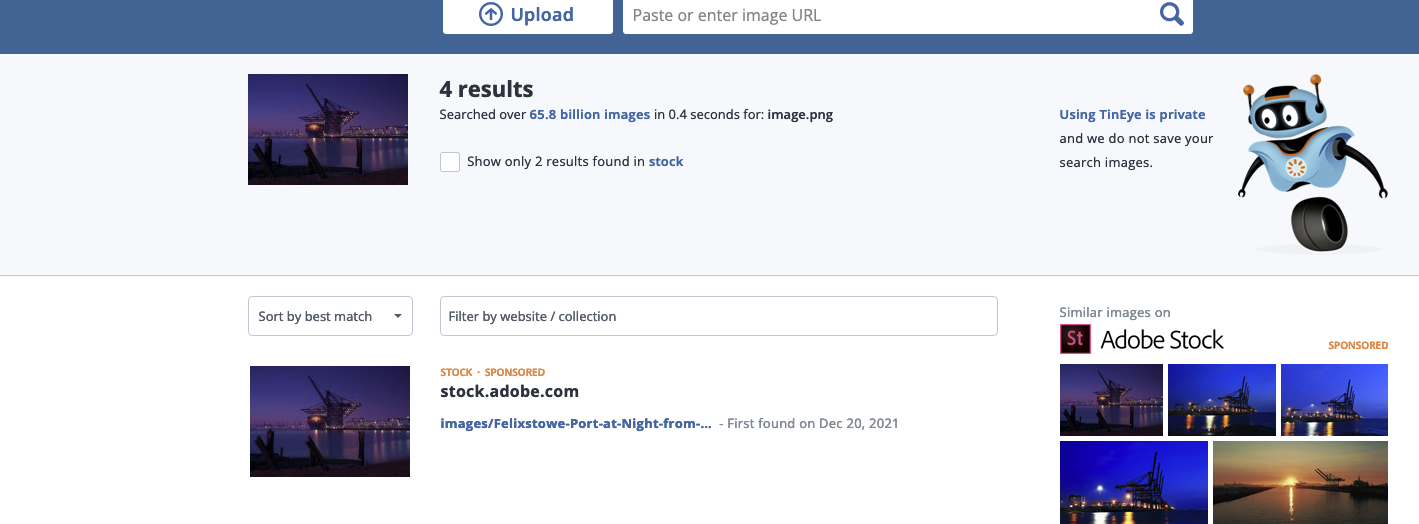 Upload
Paste or enter image URL
4 results
Searched over 65.8 billion images in 0.4 seconds for: image.png
Show only 2 results found in stock
Using TinEye is private
and we do not save your
search images.
Sort by best match
Filter by website / collection
STOCK · SPONSORED
stock.adobe.com
images/Felixstowe-Port-at-Night-from-... - First found on Dec 20, 2021
Similar images on
St Adobe Stock
SPONSORED